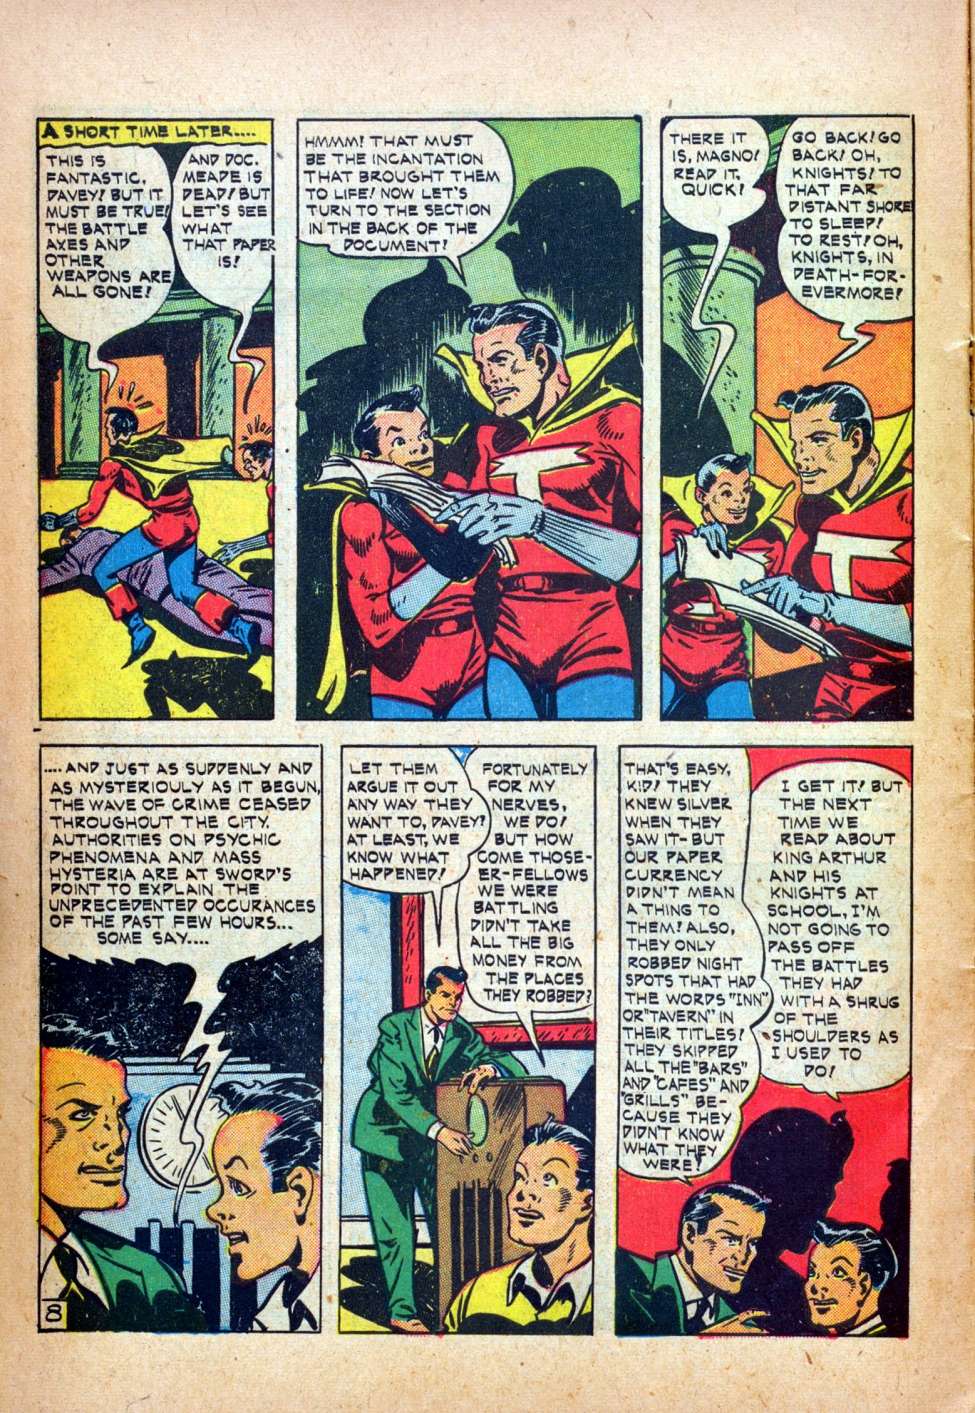 A SHORT TIME LATER....
THIS IS
FANTASTIC,
DAVEY! BUT IT
MUST BE TRUE!
THE BATTLE
AXES AND
OTHER
WEAPONS ARE
ALL GONE!
AND DOC.
MEADE IS
DEAD! BUT
LET'S SEE
WHAT
THAT PAPER
IS!
HMMM! THAT MUST
BE THE INCANTATION
THAT BROUGHT THEM
TO LIFE! NOW LET'S
TURN TO THE SECTION
IN THE BACK OF THE
DOCUMENT!
THERE IT
IS, MAGNO!
READ IT,
QUICK!
GO BACK! GO
BACK! OH,
KNIGHTS! TO
THAT FAR
DISTANT SHORE
TO SLEEP!
TO REST! OH,
KNIGHTS, IN
DEATH-FOR-
EVERMORE!
T
T
....AND JUST AS SUDDENLY AND
AS MYSTERIOUSLY AS IT BEGUN,
THE WAVE OF CRIME CEASED
THROUGHOUT THE CITY.
AUTHORITIES ON PSYCHIC
PHENOMENA AND MASS
HYSTERIA ARE AT SWORD'S
POINT TO EXPLAIN THE
UNPRECEDENTED OCCURANCES
OF THE PAST FEW HOURS...
SOME SAY....
8
LET THEM
ARGUE IT OUT
ANY WAY THEY
WANT TO, DAVEY!
AT LEAST, WE
KNOW WHAT
HAPPENED!
FORTUNATELY
FOR MY
NERVES,
WE DO!
BUT HOW
COME THOSE-
ER-FELLOWS
WE WERE
BATTLING
DIDN'T TAKE
ALL THE BIG
MONEY FROM
THE PLACES
THEY ROBBED?
THAT'S EASY,
KID! THEY
KNEW SILVER
WHEN THEY
SAW IT-BUT
OUR PAPER
CURRENCY
DIDN'T MEAN
A THING TO
THEM! ALSO,
THEY ONLY
ROBBED NIGHT
SPOTS THAT HAD
THE WORDS "INN"
OR "TAVERN" IN
THEIR TITLES!
THEY SKIPPED
ALL THE "BARS"
AND "CAFES" AND
"GRILLS" BE-
CAUSE THEY
DIDN'T KNOW
WHAT THEY
WERE!
I GET IT! BUT
THE NEXT
TIME WE
READ ABOUT
KING ARTHUR
AND HIS
KNIGHTS AT
SCHOOL, I'M
NOT GOING TO
PASS OFF
THE BATTLES
THEY HAD
WITH A SHRUG
OF THE
SHOULDERS AS
I USED TO
DO!